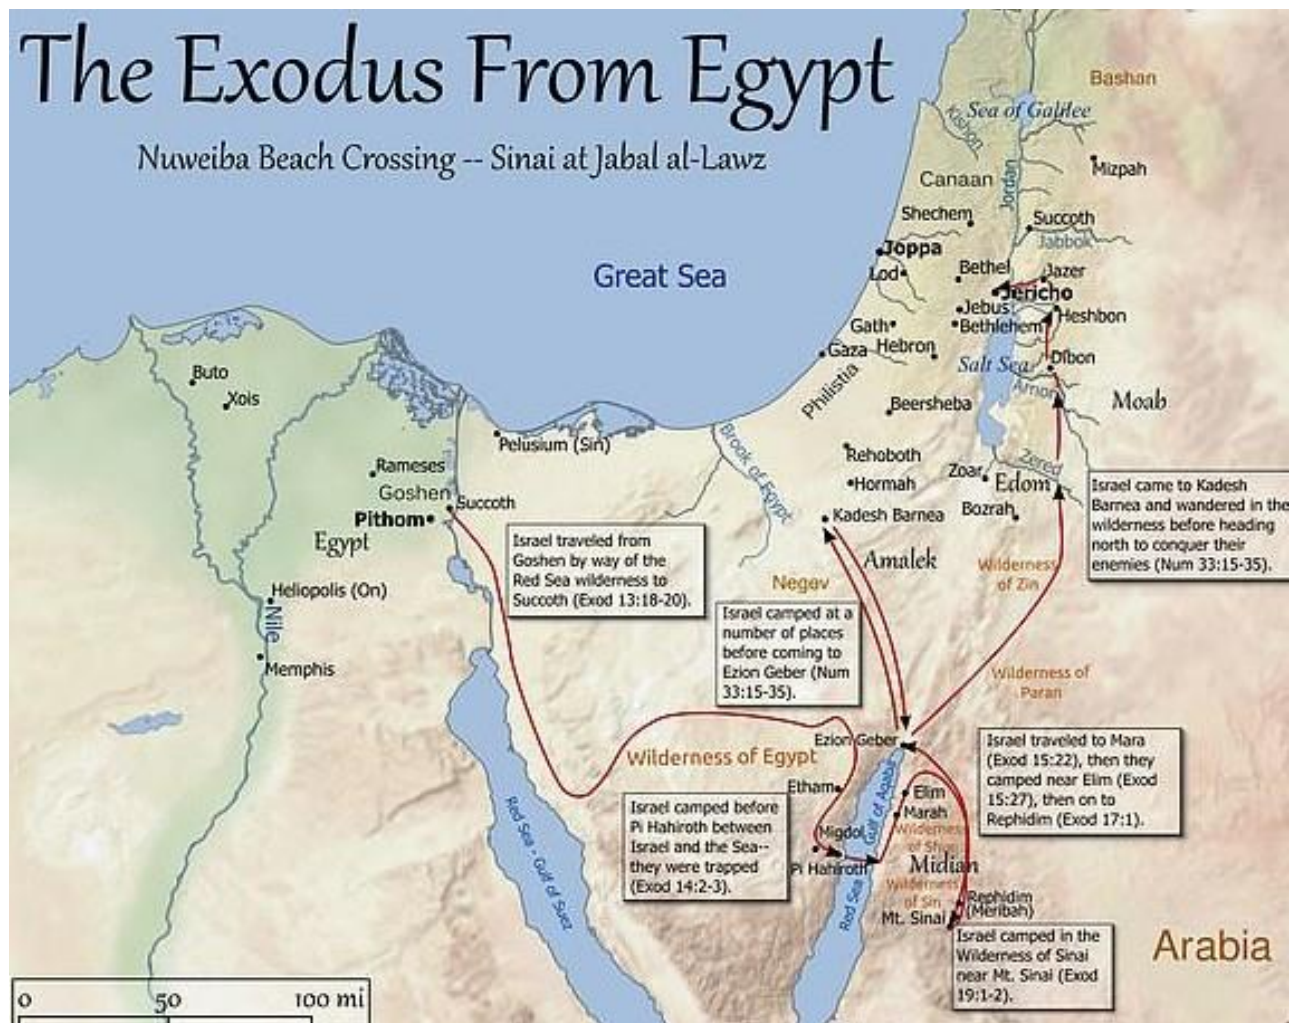 The Exodus From Egypt
Nuweiba Beach Crossing -- Sinai at Jabal al-Lawz
Bashan
Sea of Galilee
Kishon
Mizpah
Canaan
Jordan
Shechem
Succoth
Jabbok
Joppa
Lod
Bethel
Jazer
Jericho
Great Sea
Jebus
Heshbon
Gath
Bethlehem
Gaza
Hebron
Salt Sea
Dibon
Arnon
Moab
Philistia
Beersheba
Buto
Xois
Pelusium (Sin)
Brook of Egypt
Rehoboth
Rameses
Goshen
Succoth
Hormah
Zoar
Zered
Edom
Pithom
Egypt
Kadesh Barnea
Bozrah
Israel came to Kadesh
Barnea and wandered in the
wilderness before heading
north to conquer their
enemies (Num 33:15-35).
Israel traveled from
Goshen by way of the
Red Sea wilderness to
Succoth (Exod 13:18-20).
Amalek
Negev
Wilderness
of Zin
Heliopolis (On)
Nile
Memphis
Israel camped at a
number of places
before coming to
Ezion Geber (Num
33:15-35).
Wilderness of
Paran
Ezion Geber
Wilderness of Egypt
Israel traveled to Mara
(Exod 15:22), then they
camped near Elim (Exod
15:27), then on to
Rephidim (Exod 17:1).
Etham
Elim
Marah
Gulf of Aqaba
Israel camped before
Pi Hahiroth between
Israel and the Sea--
they were trapped
(Exod 14:2-3).
Migdol
Wilderness
of Shur
Pi Hahiroth
Midian
Red Sea - Gulf of Suez
Red Sea
Wilderness
of Sin
Rephidim
(Meribah)
Mt. Sinai
Israel camped in the
Wilderness of Sinai
near Mt. Sinai (Exod
19:1-2).
Arabia
0 50 100 mi